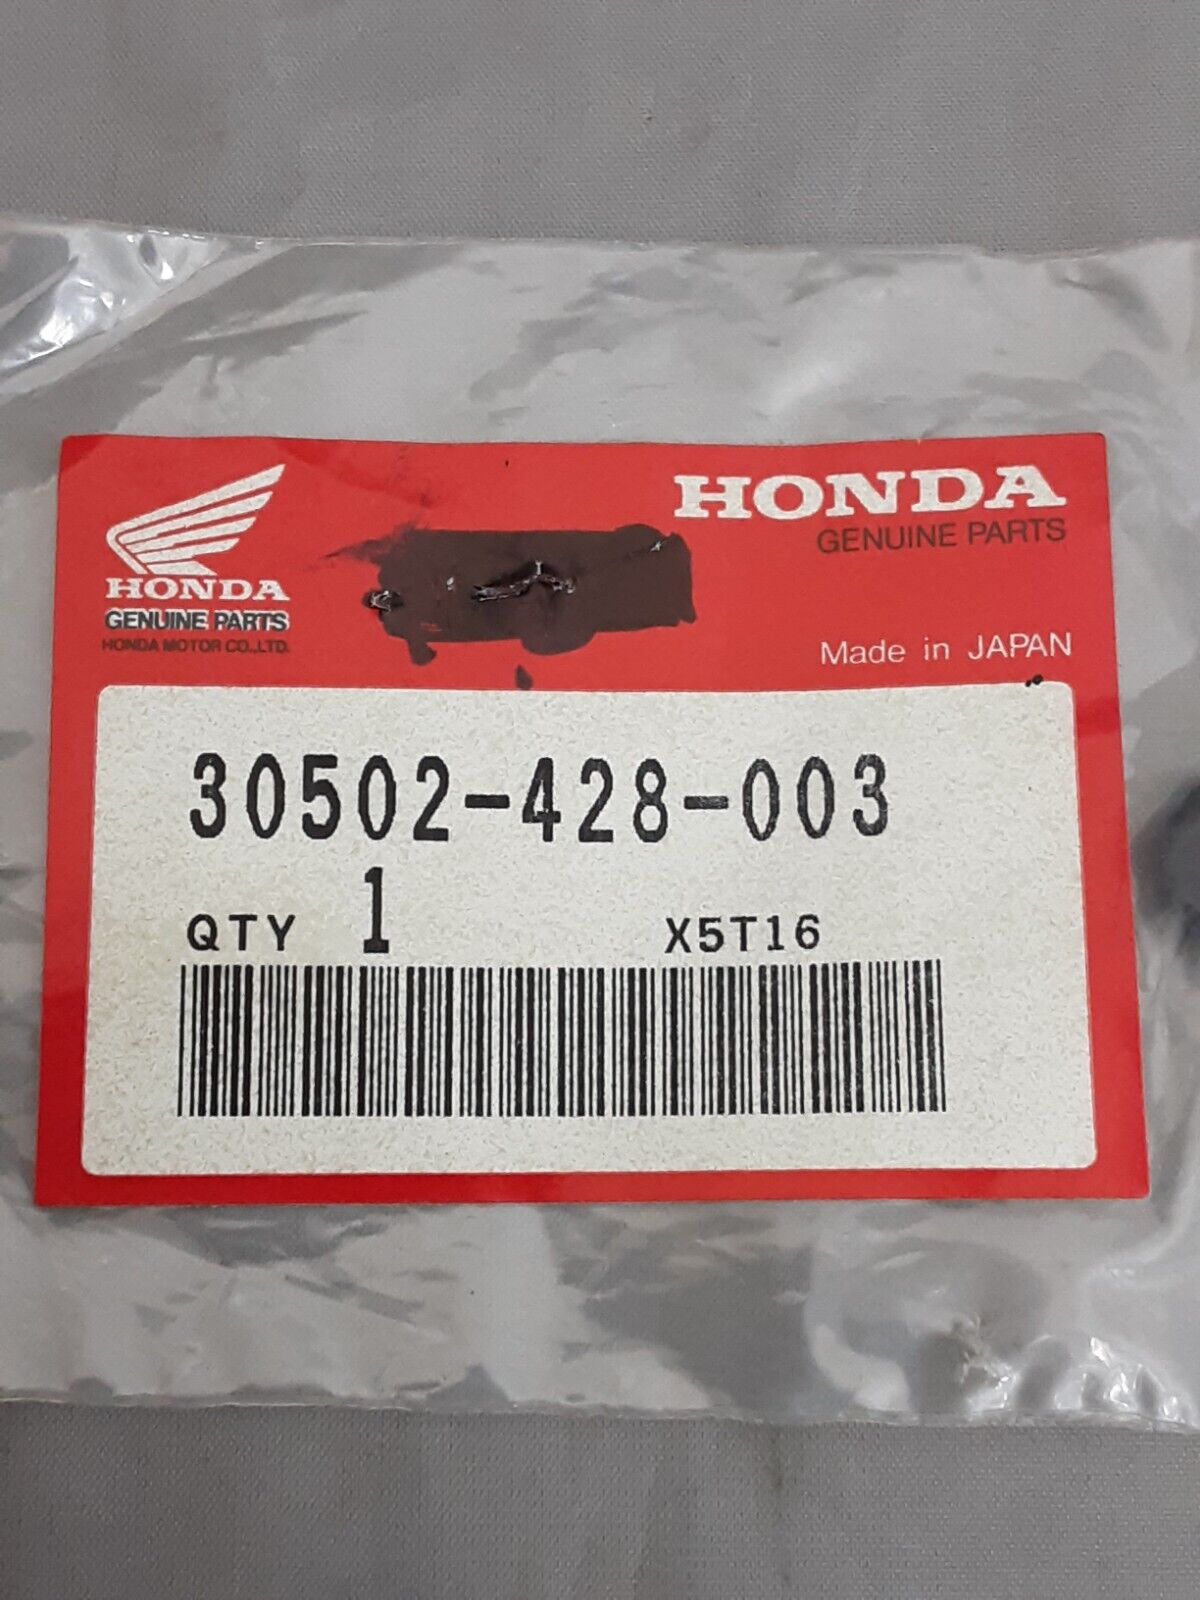 HONDA
GENUINE PARTS
HONDA MOTOR CO.,LTD.
HONDA
GENUINE PARTS
Made in JAPAN
30502-428-003
QTY 1 X5T16